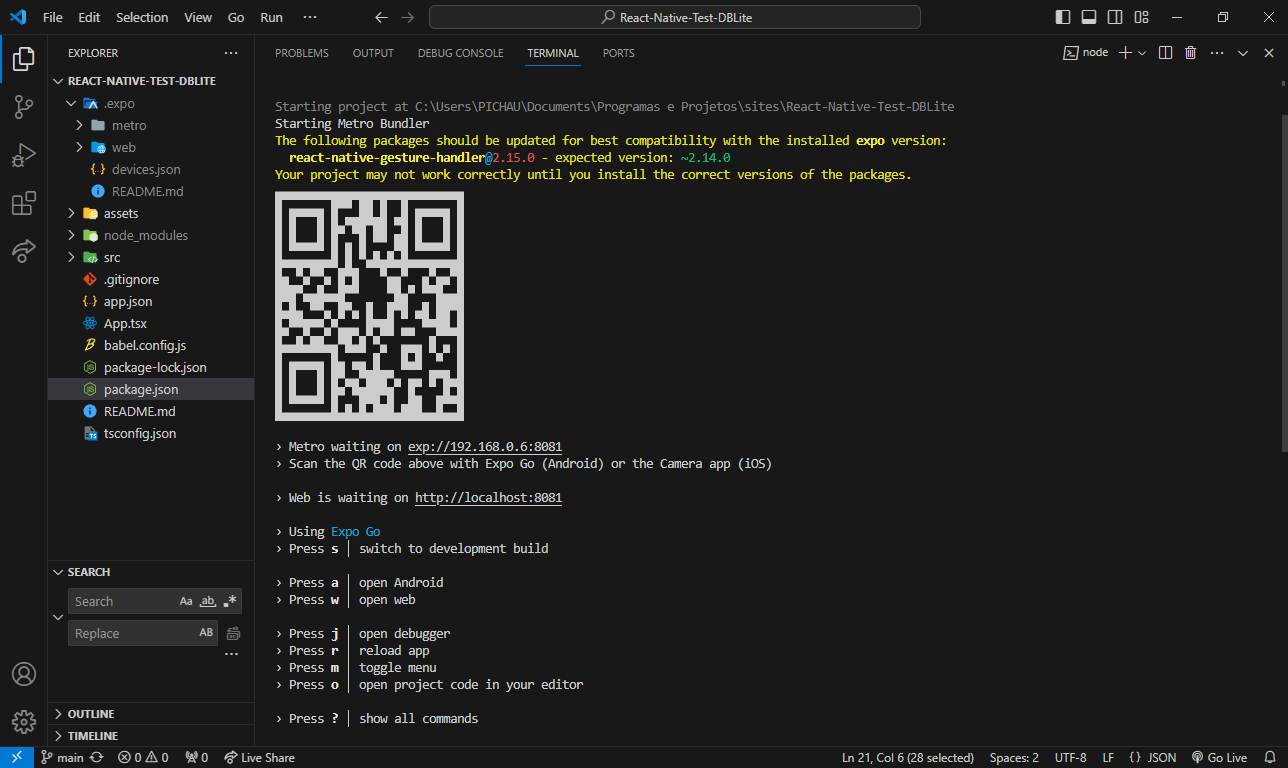 File Edit Selection View Go Run ··· React-Native-Test-DBLite
EXPLORER ···
REACT-NATIVE-TEST-DBLITE
.expo
metro
web
devices.json
README.md
assets
node_modules
src
.gitignore
app.json
App.tsx
babel.config.js
package-lock.json
package.json
README.md
tsconfig.json
SEARCH
Search Aa ab .*
Replace AB
···
OUTLINE
TIMELINE
PROBLEMS OUTPUT DEBUG CONSOLE TERMINAL PORTS node ···
Starting project at C:\Users\PICHAU\Documents\Programas e Projetos\sites\React-Native-Test-DBLite
Starting Metro Bundler
The following packages should be updated for best compatibility with the installed expo version:
react-native-gesture-handler@2.15.0 - expected version: ~2.14.0
Your project may not work correctly until you install the correct versions of the packages.
› Metro waiting on exp://192.168.0.6:8081
› Scan the QR code above with Expo Go (Android) or the Camera app (iOS)
› Web is waiting on http://localhost:8081
› Using Expo Go
› Press s │ switch to development build
› Press a │ open Android
› Press w │ open web
› Press j │ open debugger
› Press r │ reload app
› Press m │ toggle menu
› Press o │ open project code in your editor
› Press ? │ show all commands
main 0 0 0 Live Share Ln 21, Col 6 (28 selected) Spaces: 2 UTF-8 LF {} JSON Go Live